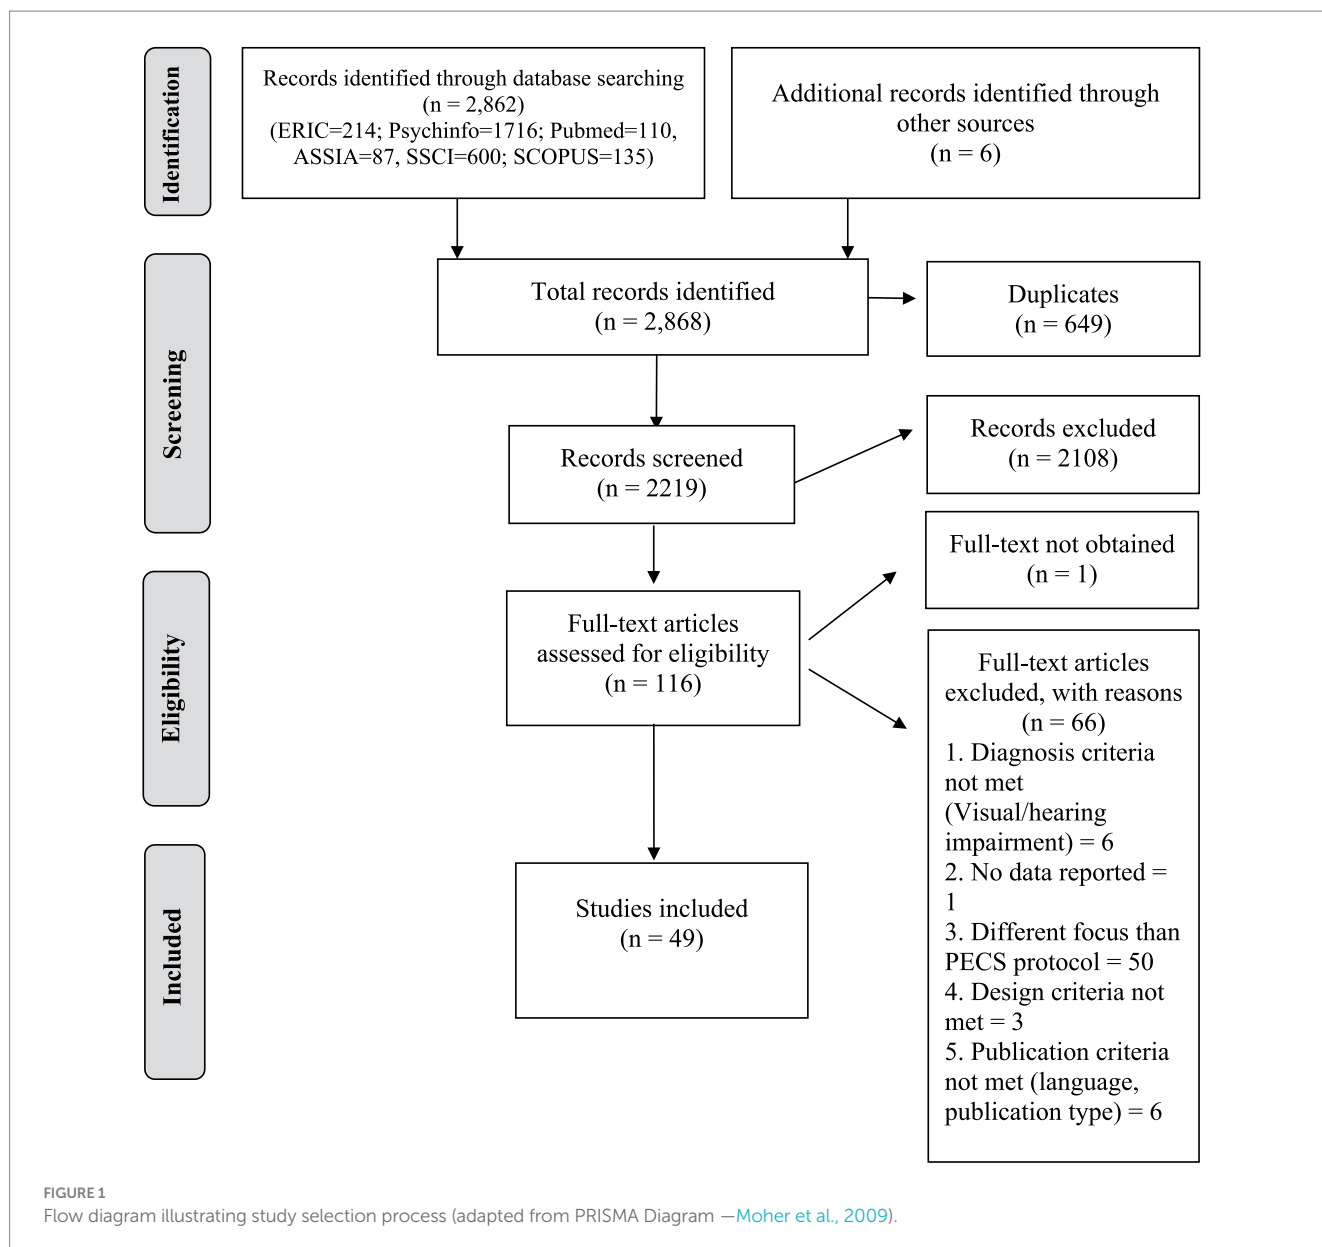 Identification
Records identified through database searching
(n = 2,862)
(ERIC=214; Psychinfo=1716; Pubmed=110,
ASSIA=87, SSCI=600; SCOPUS=135)
Additional records identified through
other sources
(n = 6)
Screening
Total records identified
(n = 2,868)
Duplicates
(n = 649)
Records screened
(n = 2219)
Records excluded
(n = 2108)
Eligibility
Full-text articles
assessed for eligibility
(n = 116)
Full-text not obtained
(n = 1)
Full-text articles
excluded, with reasons
(n = 66)
1. Diagnosis criteria
not met
(Visual/hearing
impairment) = 6
2. No data reported =
1
3. Different focus than
PECS protocol = 50
4. Design criteria not
met = 3
5. Publication criteria
not met (language,
publication type) = 6
Included
Studies included
(n = 49)
FIGURE 1
Flow diagram illustrating study selection process (adapted from PRISMA Diagram —Moher et al., 2009).